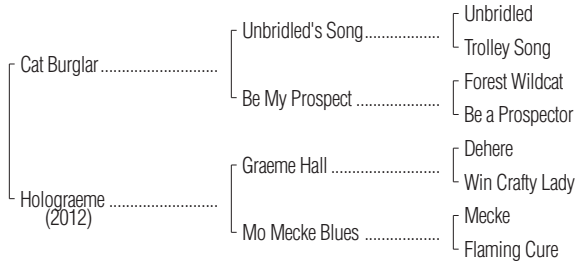 Unbridled
Unbridled's Song
Trolley Song
Cat Burglar
Forest Wildcat
Be My Prospect
Be a Prospector
Dehere
Graeme Hall
Win Crafty Lady
Holograeme
(2012)
Mecke
Mo Mecke Blues
Flaming Cure